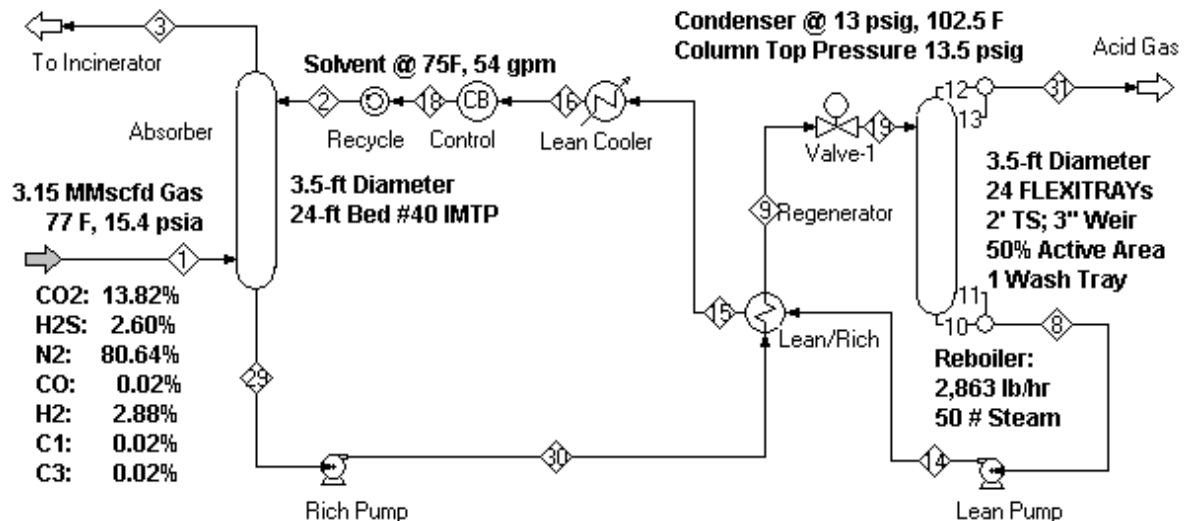 3
To Incinerator
Absorber
Solvent @ 75F, 54 gpm
2
18
CB
16
Recycle
Control
Lean Cooler
Condenser @ 13 psig, 102.5 F
Column Top Pressure 13.5 psig
Acid Gas
12
31
13
19
Valve-1
3.15 MMscfd Gas
77 F, 15.4 psia
1
3.5-ft Diameter
24-ft Bed #40 IMTP
9
Regenerator
3.5-ft Diameter
24 FLEXITRAYs
2' TS; 3" Weir
50% Active Area
1 Wash Tray
CO2: 13.82%
H2S: 2.60%
N2: 80.64%
CO: 0.02%
H2: 2.88%
C1: 0.02%
C3: 0.02%
15
Lean/Rich
11
10
8
Reboiler:
2,863 lb/hr
50 # Steam
29
30
14
Rich Pump
Lean Pump